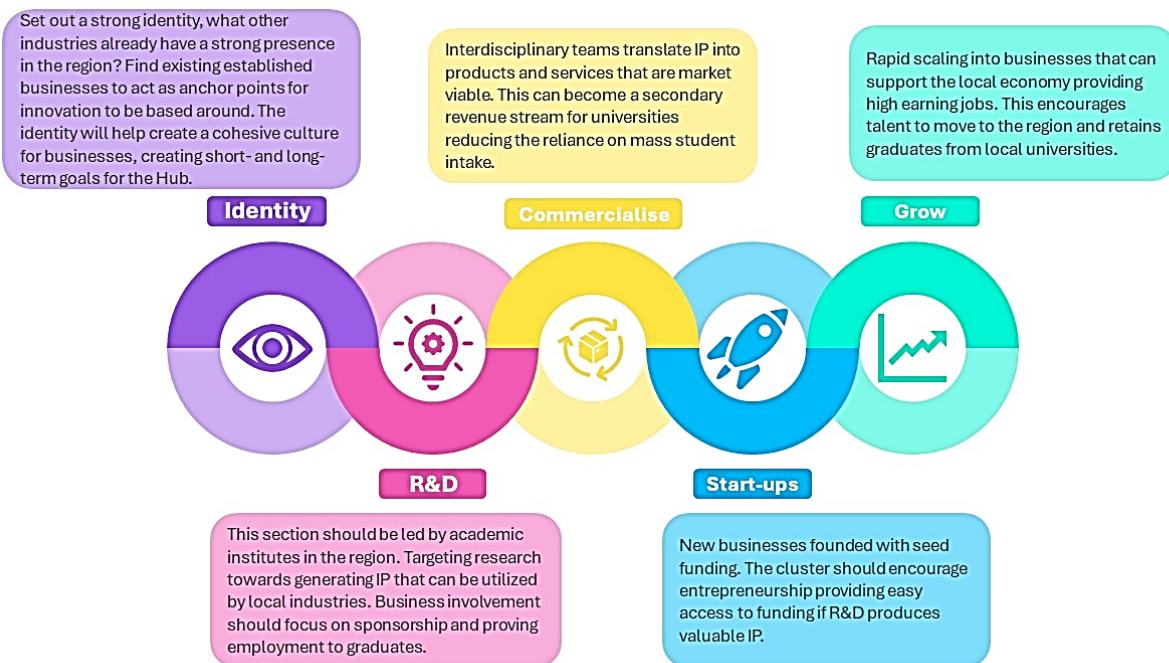 Set out a strong identity, what other
industries already have a strong presence
in the region? Find existing established
businesses to act as anchor points for
innovation to be based around. The
identity will help create a cohesive culture
for businesses, creating short- and long-
term goals for the Hub.
Identity
Interdisciplinary teams translate IP into
products and services that are market
viable. This can become a secondary
revenue stream for universities
reducing the reliance on mass student
intake.
Commercialise
Rapid scaling into businesses that can
support the local economy providing
high earning jobs. This encourages
talent to move to the region and retains
graduates from local universities.
Grow
R&D
This section should be led by academic
institutes in the region. Targeting research
towards generating IP that can be utilized
by local industries. Business involvement
should focus on sponsorship and proving
employment to graduates.
Start-ups
New businesses founded with seed
funding. The cluster should encourage
entrepreneurship providing easy
access to funding if R&D produces
valuable IP.